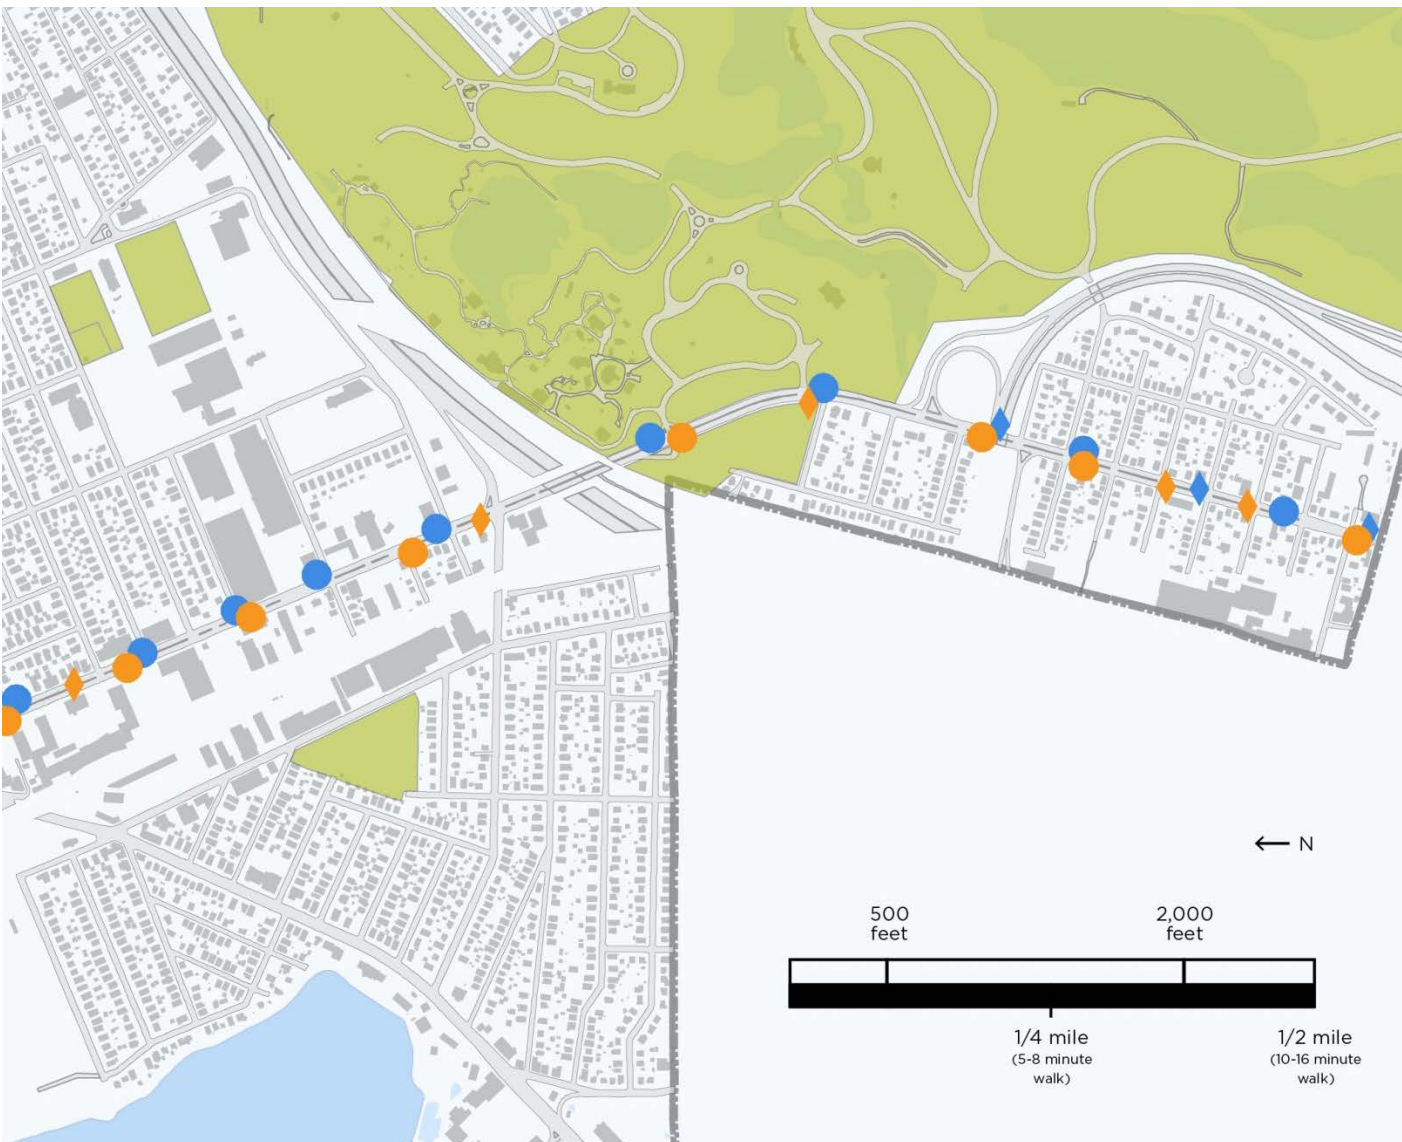 N
500
feet
2,000
feet
1/4 mile
(5-8 minute
walk)
1/2 mile
(10-16 minute
walk)